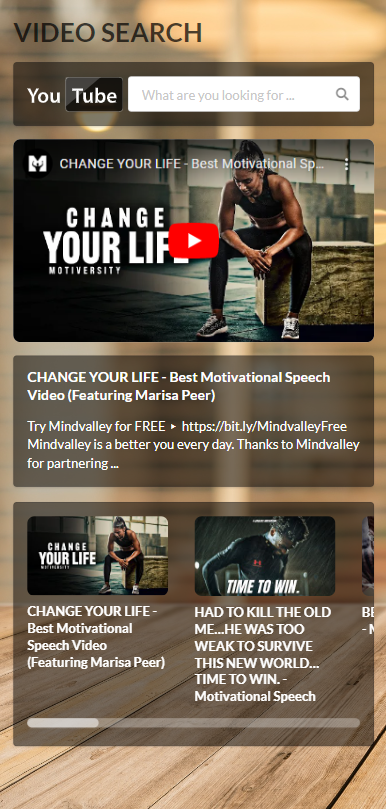 VIDEO SEARCH
You Tube
What are you looking for ...
CHANGE YOUR LIFE - Best Motivational Sp...
CHANGE
YOUR LIFE
MOTIVERSITY
CHANGE YOUR LIFE - Best Motivational Speech
Video (Featuring Marisa Peer)
Try Mindvalley for FREE ‣ https://bit.ly/MindvalleyFree
Mindvalley is a better you every day. Thanks to Mindvalley
for partnering ...
CHANGE
YOUR LIFE
MOTIVERSITY
CHANGE YOUR LIFE -
Best Motivational
Speech Video
(Featuring Marisa Peer)
TIME TO WIN.
HAD TO KILL THE OLD
ME...HE WAS TOO
WEAK TO SURVIVE
THIS NEW WORLD...
TIME TO WIN. -
Motivational Speech